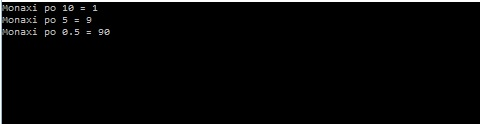 Monaxi po 10 = 1
Monaxi po 5 = 9
Monaxi po 0.5 = 90